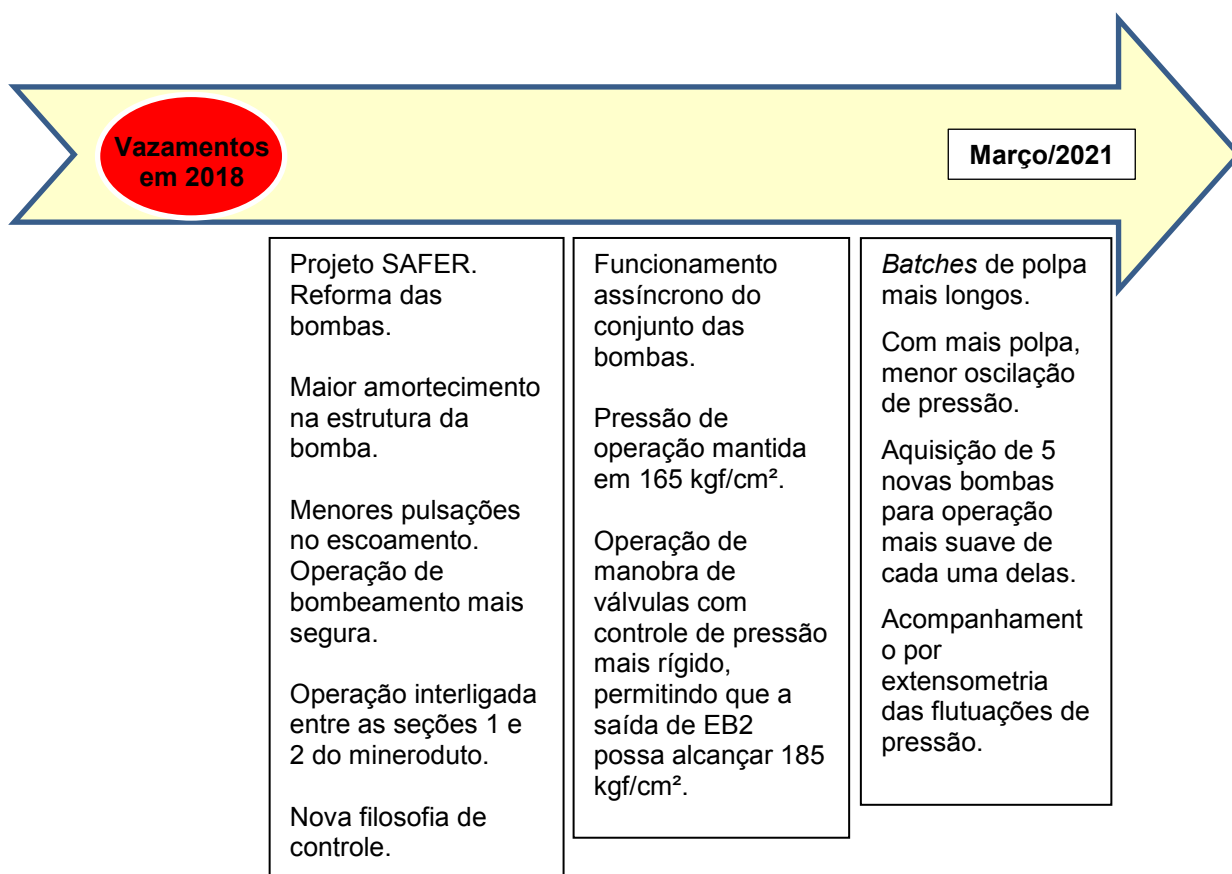 Vazamentos
em 2018
Março/2021
Projeto SAFER.
Reforma das
bombas.
Maior amortecimento
na estrutura da
bomba.
Menores pulsações
no escoamento.
Operação de
bombeamento mais
segura.
Operação interligada
entre as seções 1 e
2 do mineroduto.
Nova filosofia de
controle.
Funcionamento
assíncrono do
conjunto das
bombas.
Pressão de
operação mantida
em 165 kgf/cm².
Operação de
manobra de
válvulas com
controle de pressão
mais rígido,
permitindo que a
saída de EB2
possa alcançar 185
kgf/cm².
Batches de polpa
mais longos.
Com mais polpa,
menor oscilação
de pressão.
Aquisição de 5
novas bombas
para operação
mais suave de
cada uma delas.
Acompanhament
o por
extensometria
das flutuações de
pressão.